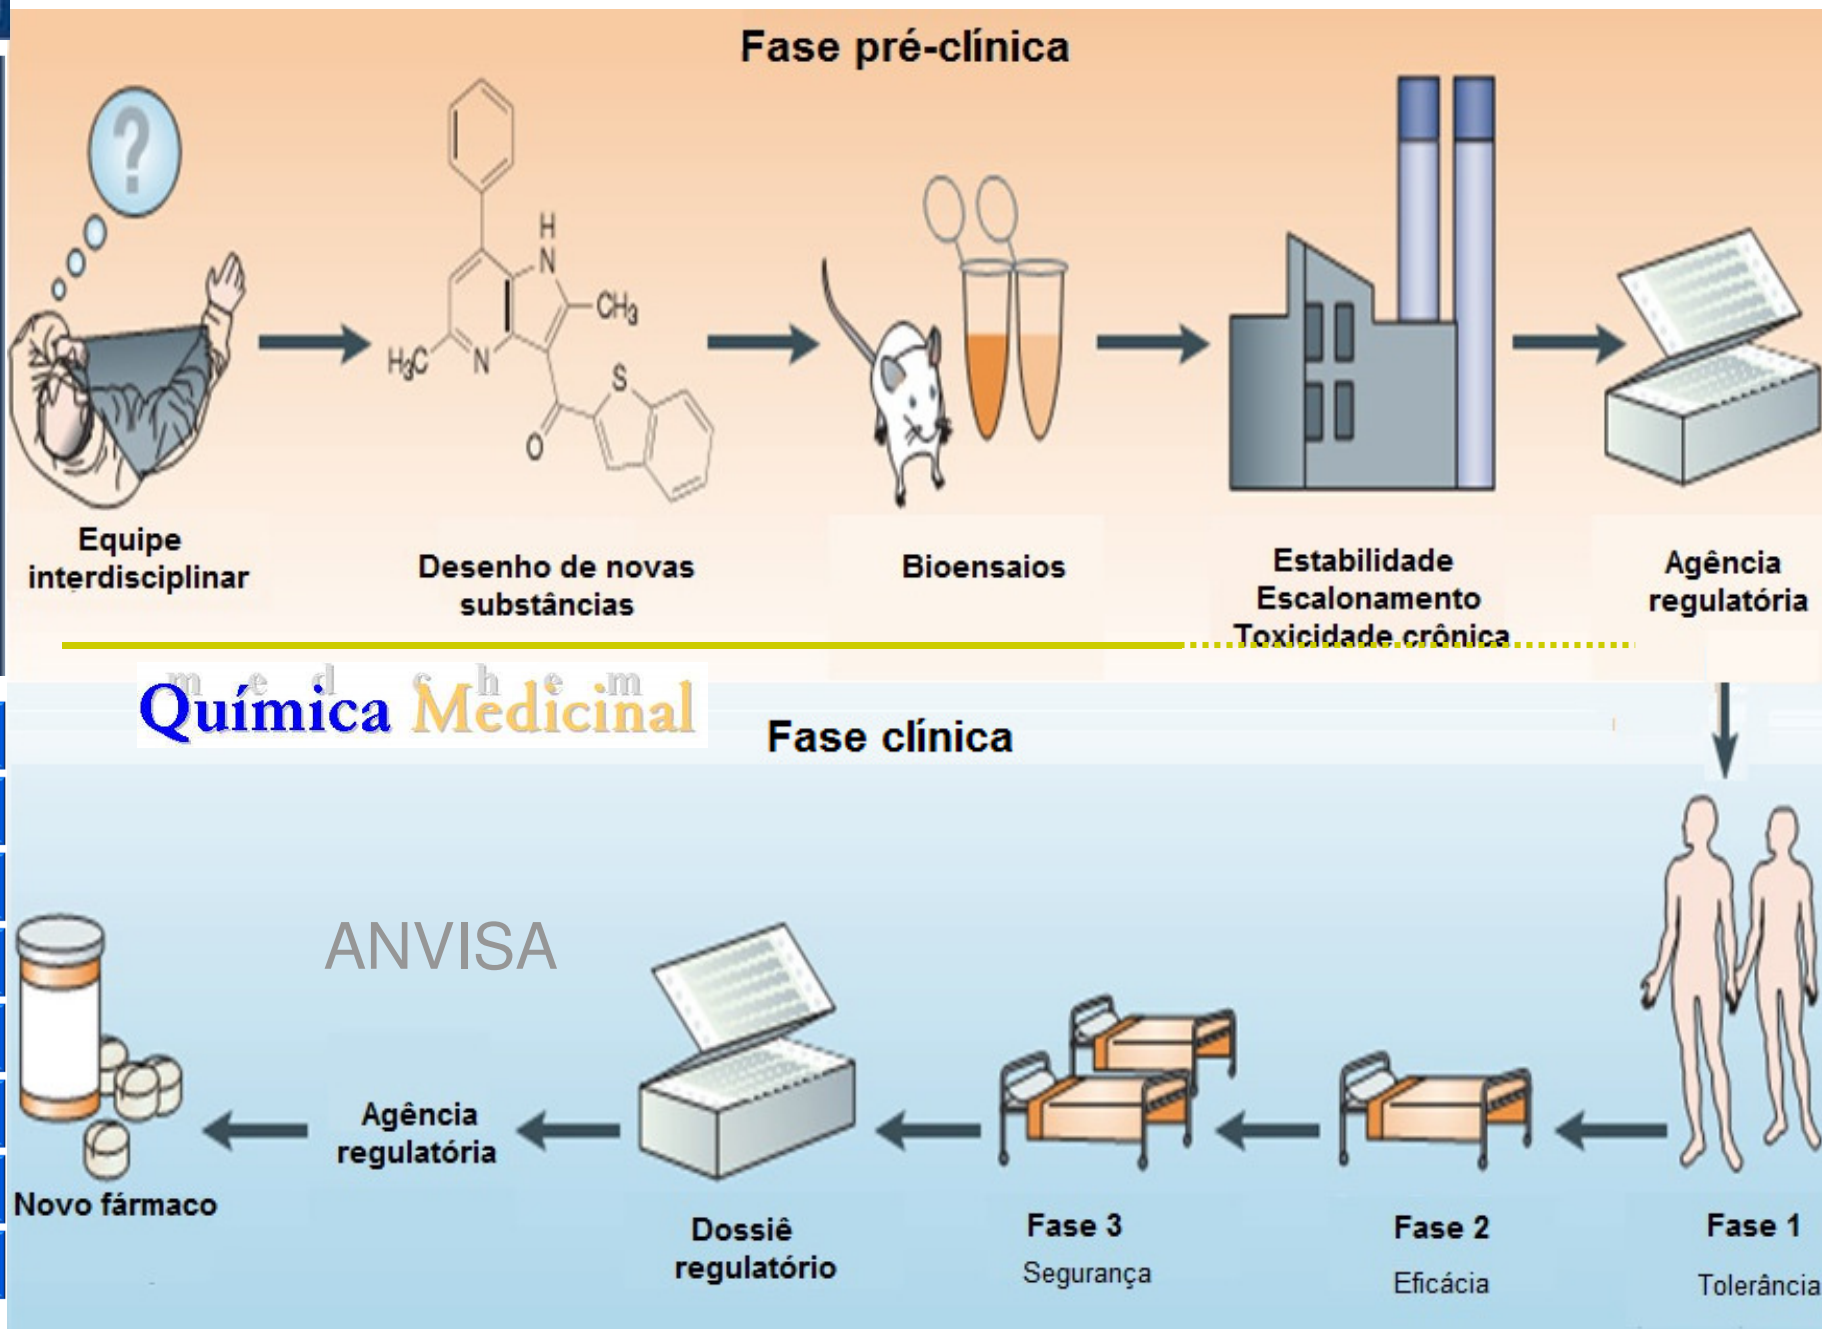 Fase pré-clínica
?
H
N
CH3
H3C
N
S
O
Equipe
interdisciplinar
Desenho de novas
substâncias
Bioensaios
Estabilidade
Escalonamento
Toxicidade crônica
Agência
regulatória
med chem
Química Medicinal
Fase clínica
ANVISA
Agência
regulatória
Novo fármaco
Dossiê
regulatório
Fase 3
Segurança
Fase 2
Eficácia
Fase 1
Tolerância